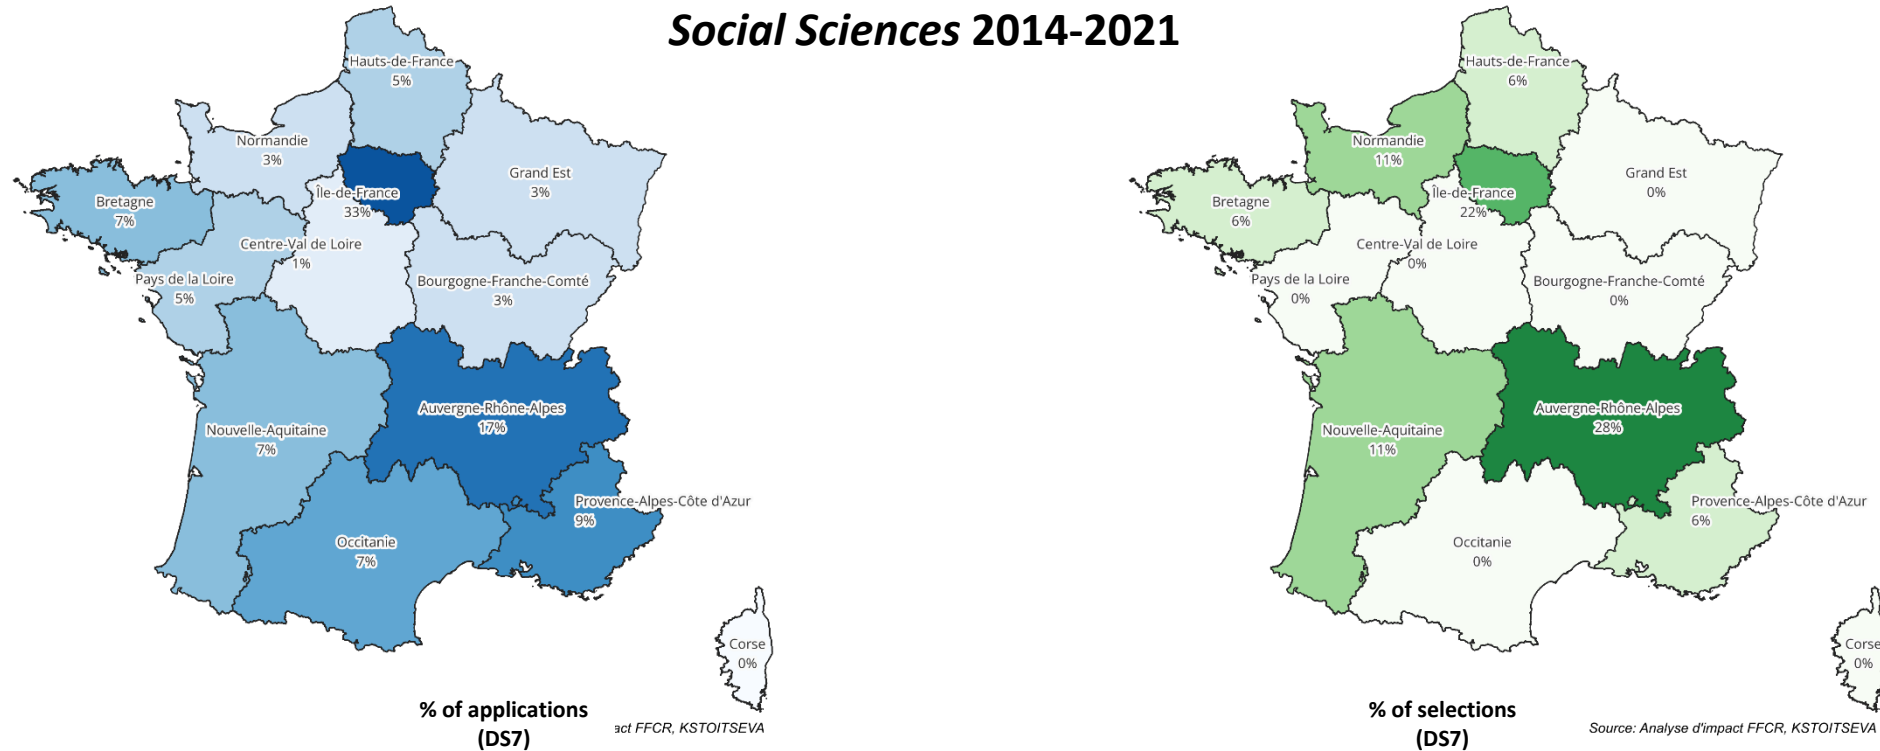 Social Sciences 2014-2021
Hauts-de-France
5%
Normandie
3%
Grand Est
3%
Île-de-France
33%
Bretagne
7%
Centre-Val de Loire
1%
Pays de la Loire
5%
Bourgogne-Franche-Comté
3%
Auvergne-Rhône-Alpes
17%
Nouvelle-Aquitaine
7%
Provence-Alpes-Côte d'Azur
9%
Occitanie
7%
Corse
0%
% of applications
(DS7)
act FFCR, KSTOITSEVA
Hauts-de-France
6%
Normandie
11%
Grand Est
0%
Île-de-France
22%
Bretagne
6%
Centre-Val de Loire
0%
Pays de la Loire
0%
Bourgogne-Franche-Comté
0%
Auvergne-Rhône-Alpes
28%
Nouvelle-Aquitaine
11%
Provence-Alpes-Côte d'Azur
6%
Occitanie
0%
Corse
0%
% of selections
(DS7)
Source: Analyse d'impact FFCR, KSTOITSEVA